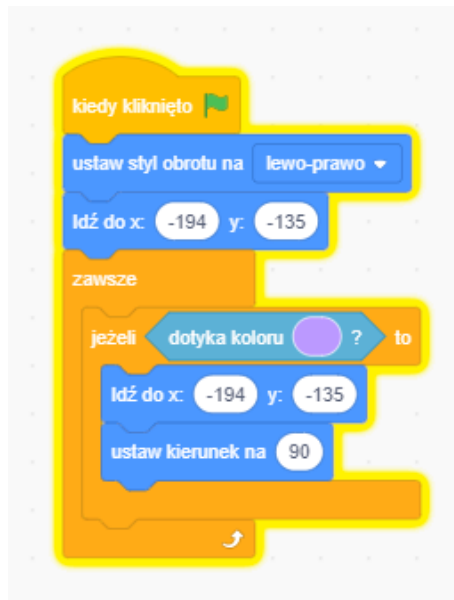 kiedy kliknięto
ustaw styl obrotu na lewo-prawo
Idź do x: -194 y: -135
zawsze
jeżeli dotyka koloru ? to
Idź do x: -194 y: -135
ustaw kierunek na 90